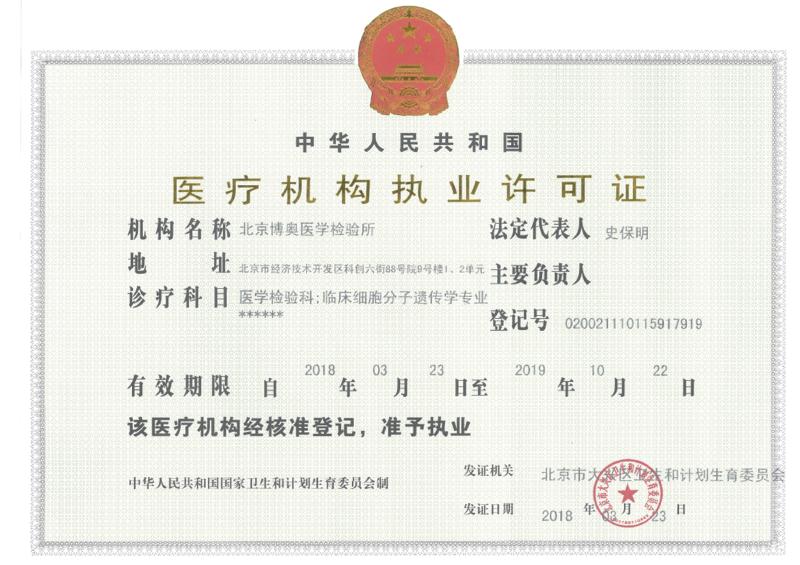 中华人民共和国
医疗机构执业许可证
机构名称 北京博奥医学检验所
法定代表人 史保明
地址 北京市经济技术开发区科创六街88号院9号楼1、2单元
主要负责人
诊疗科目 医学检验科;临床细胞分子遗传学专业
******
登记号 020021110115917919
有效期限 自 2018 年 03 月 23 日至 2019 年 10 月 22 日
该医疗机构经核准登记，准予执业
发证机关 北京市大兴区卫生和计划生育委员会
中华人民共和国国家卫生和计划生育委员会制
发证日期 2018 年 03 月 23 日